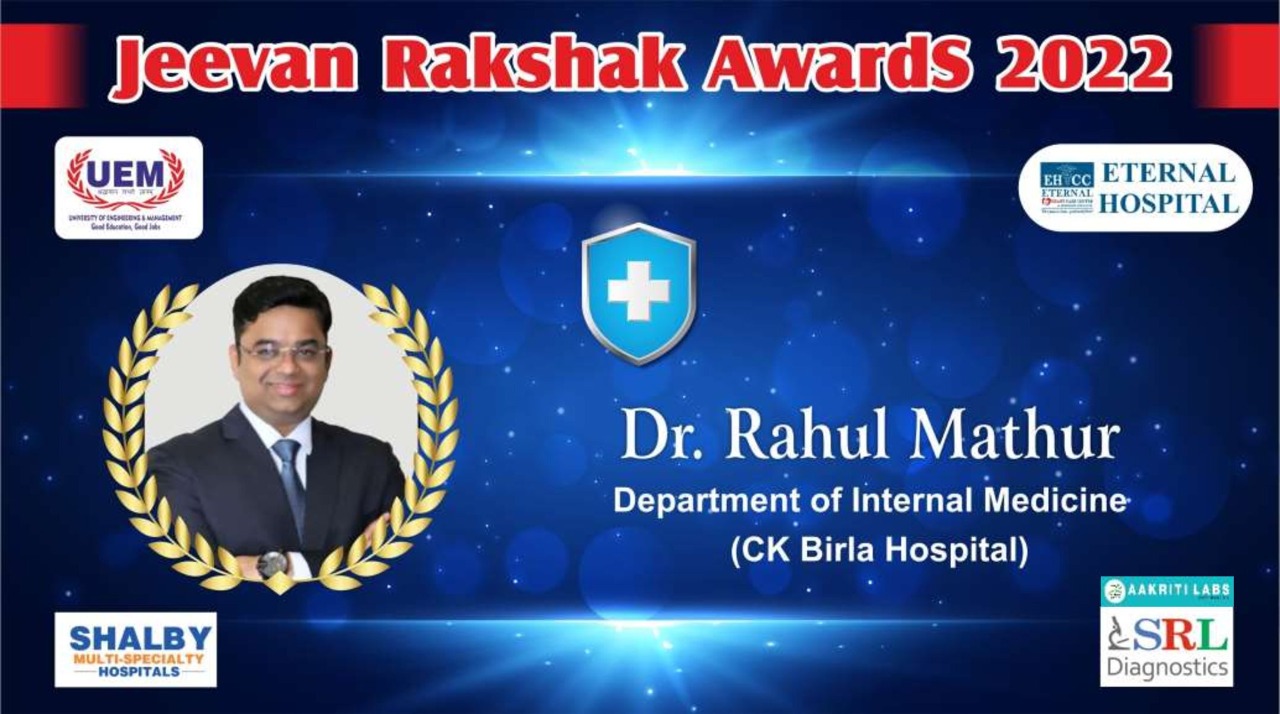 Jeevan Rakshak AwardS 2022
UEM
UNIVERSITY OF ENGINEERING & MANAGEMENT
Good Education, Good Jobs
EHCC
ETERNAL
ETERNAL
HOSPITAL
Dr. Rahul Mathur
Department of Internal Medicine
(CK Birla Hospital)
SHALBY
MULTI-SPECIALTY
HOSPITALS
AAKRITI LABS
SRL
Diagnostics